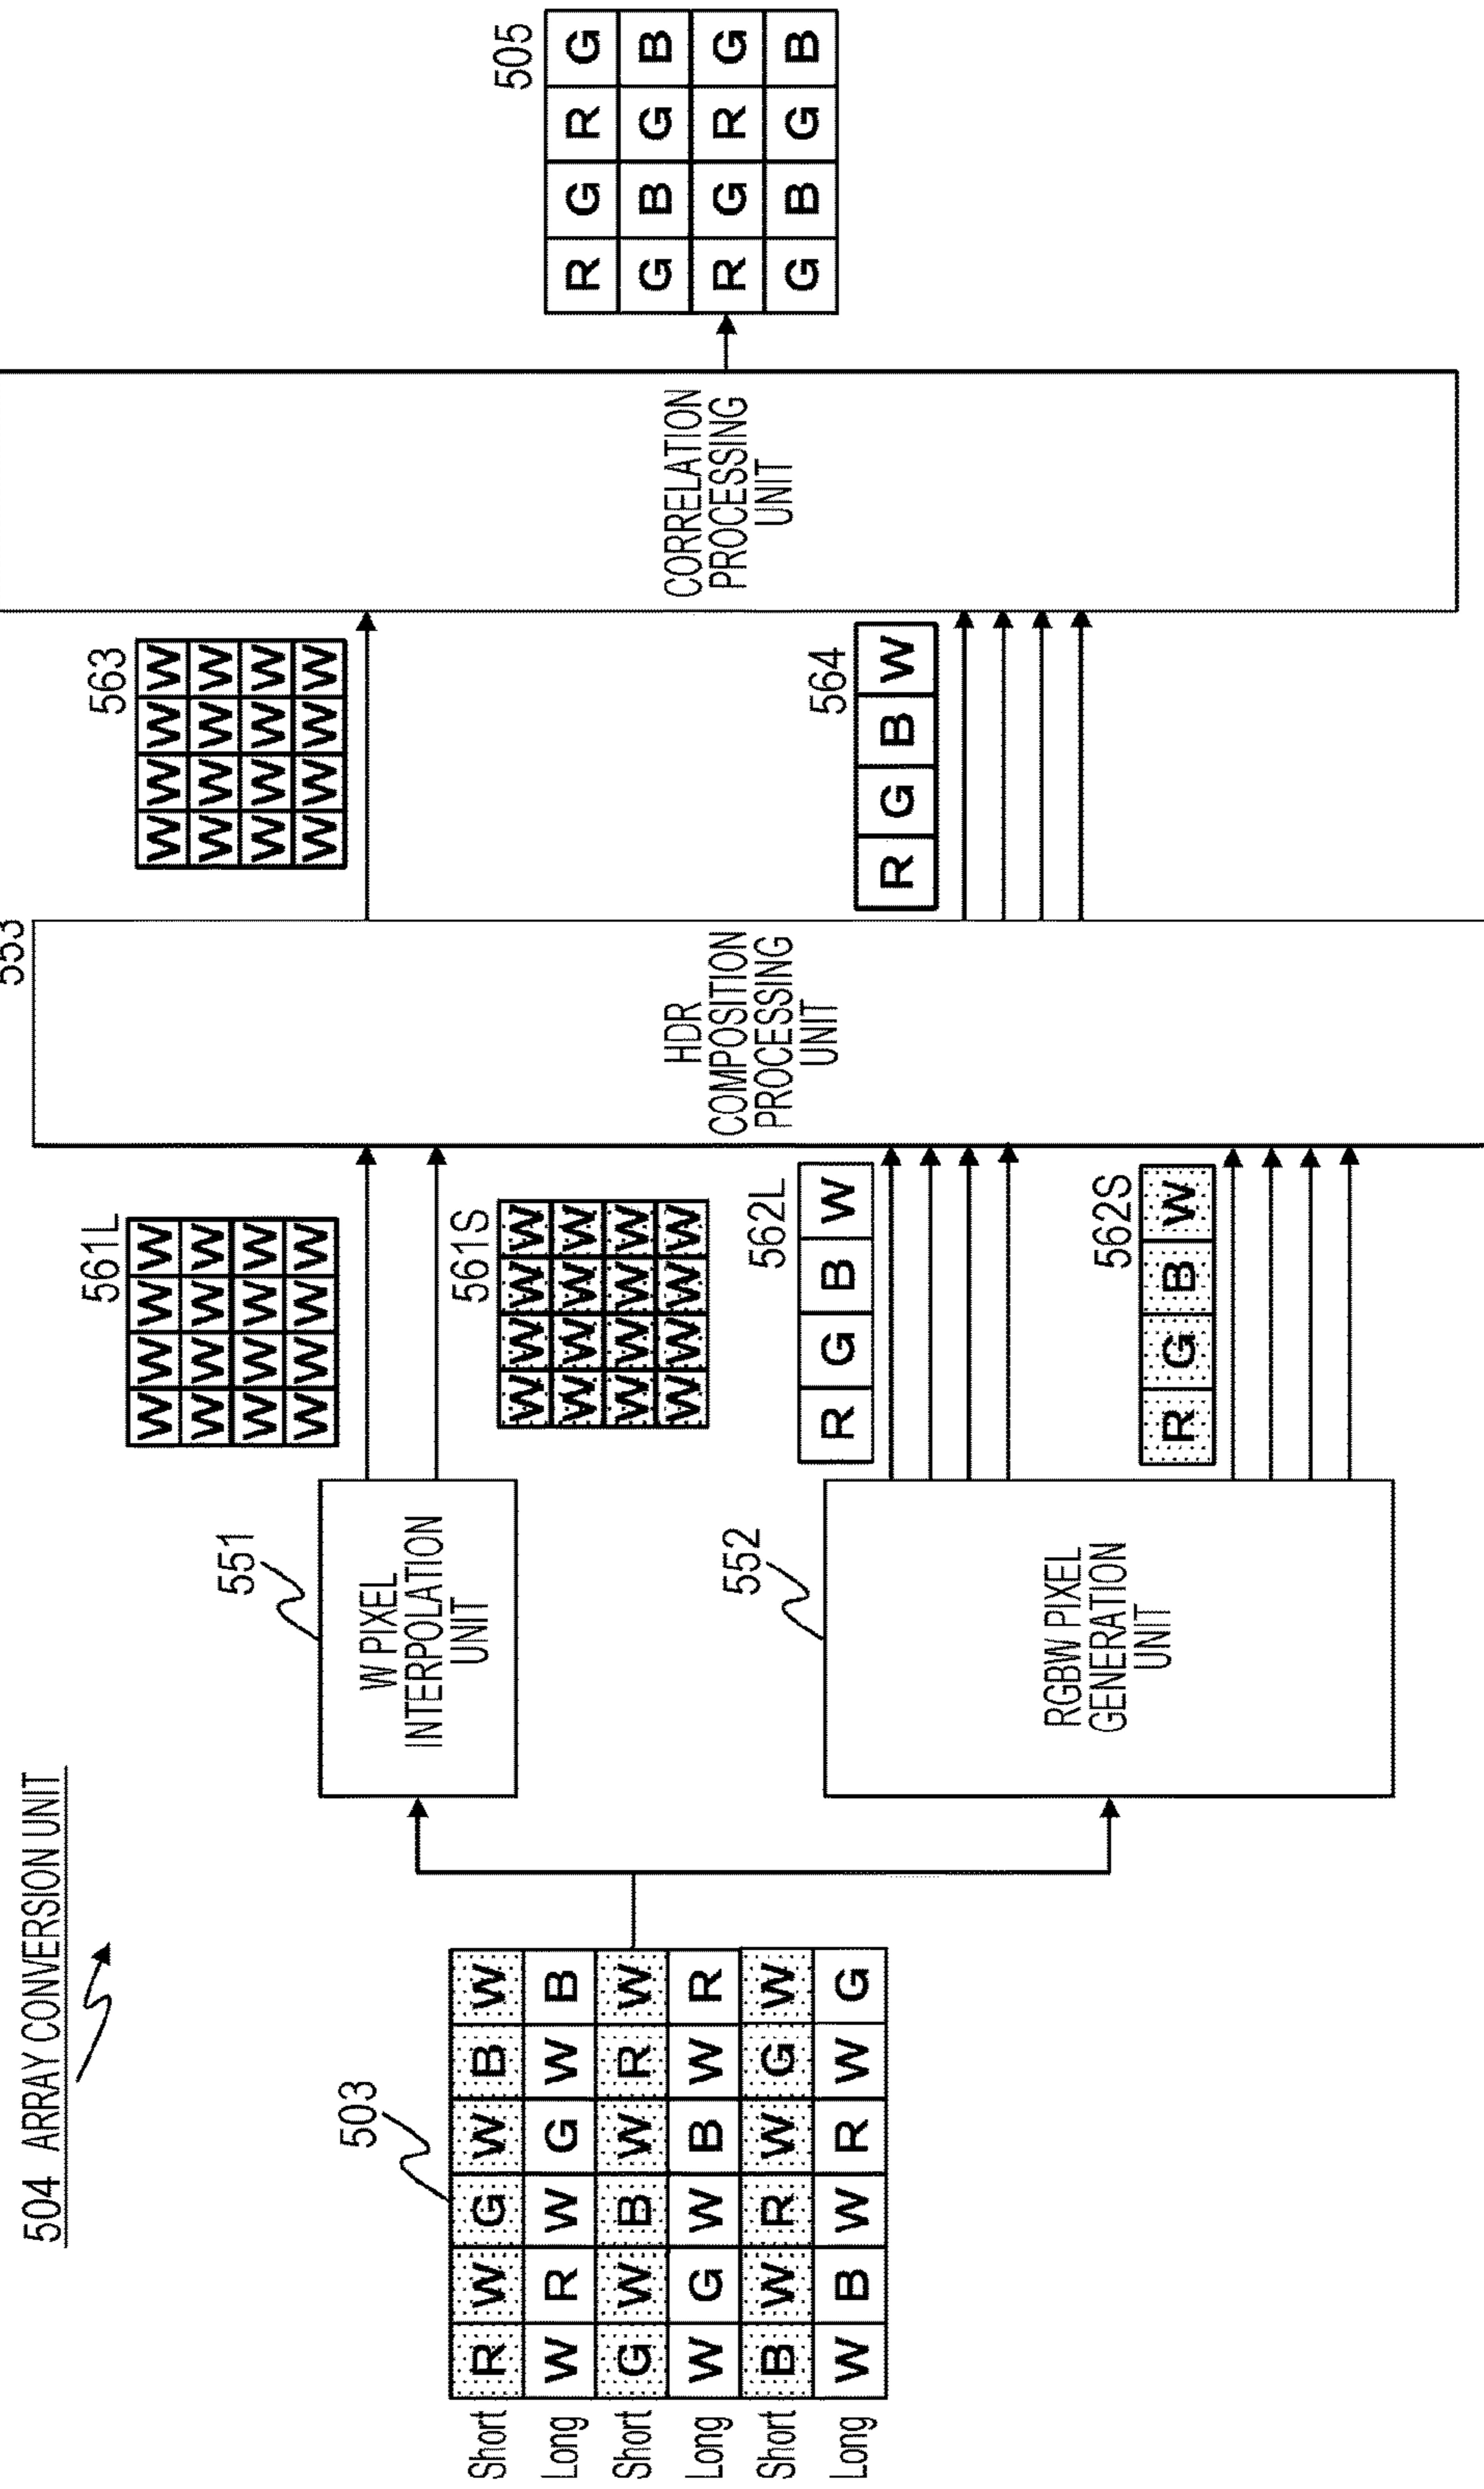 504 ARRAY CONVERSION UNIT
503
Short R W G W B W
Long W R W G W B
Short G W B W R W
Long W G W B W R
Short B W R W G W
Long W B W R W G
551
W PIXEL
INTERPOLATION
UNIT
552
RGBW PIXEL
GENERATION
UNIT
561L
W W W W
W W W W
W W W W
W W W W
561S
W W W W
W W W W
W W W W
W W W W
562L
R G B W
562S
R G B W
553
HDR
COMPOSITION
PROCESSING
UNIT
563
W W W W
W W W W
W W W W
W W W W
564
R G B W
CORRELATION
PROCESSING
UNIT
505
R G R G
G B G B
R G R G
G B G B